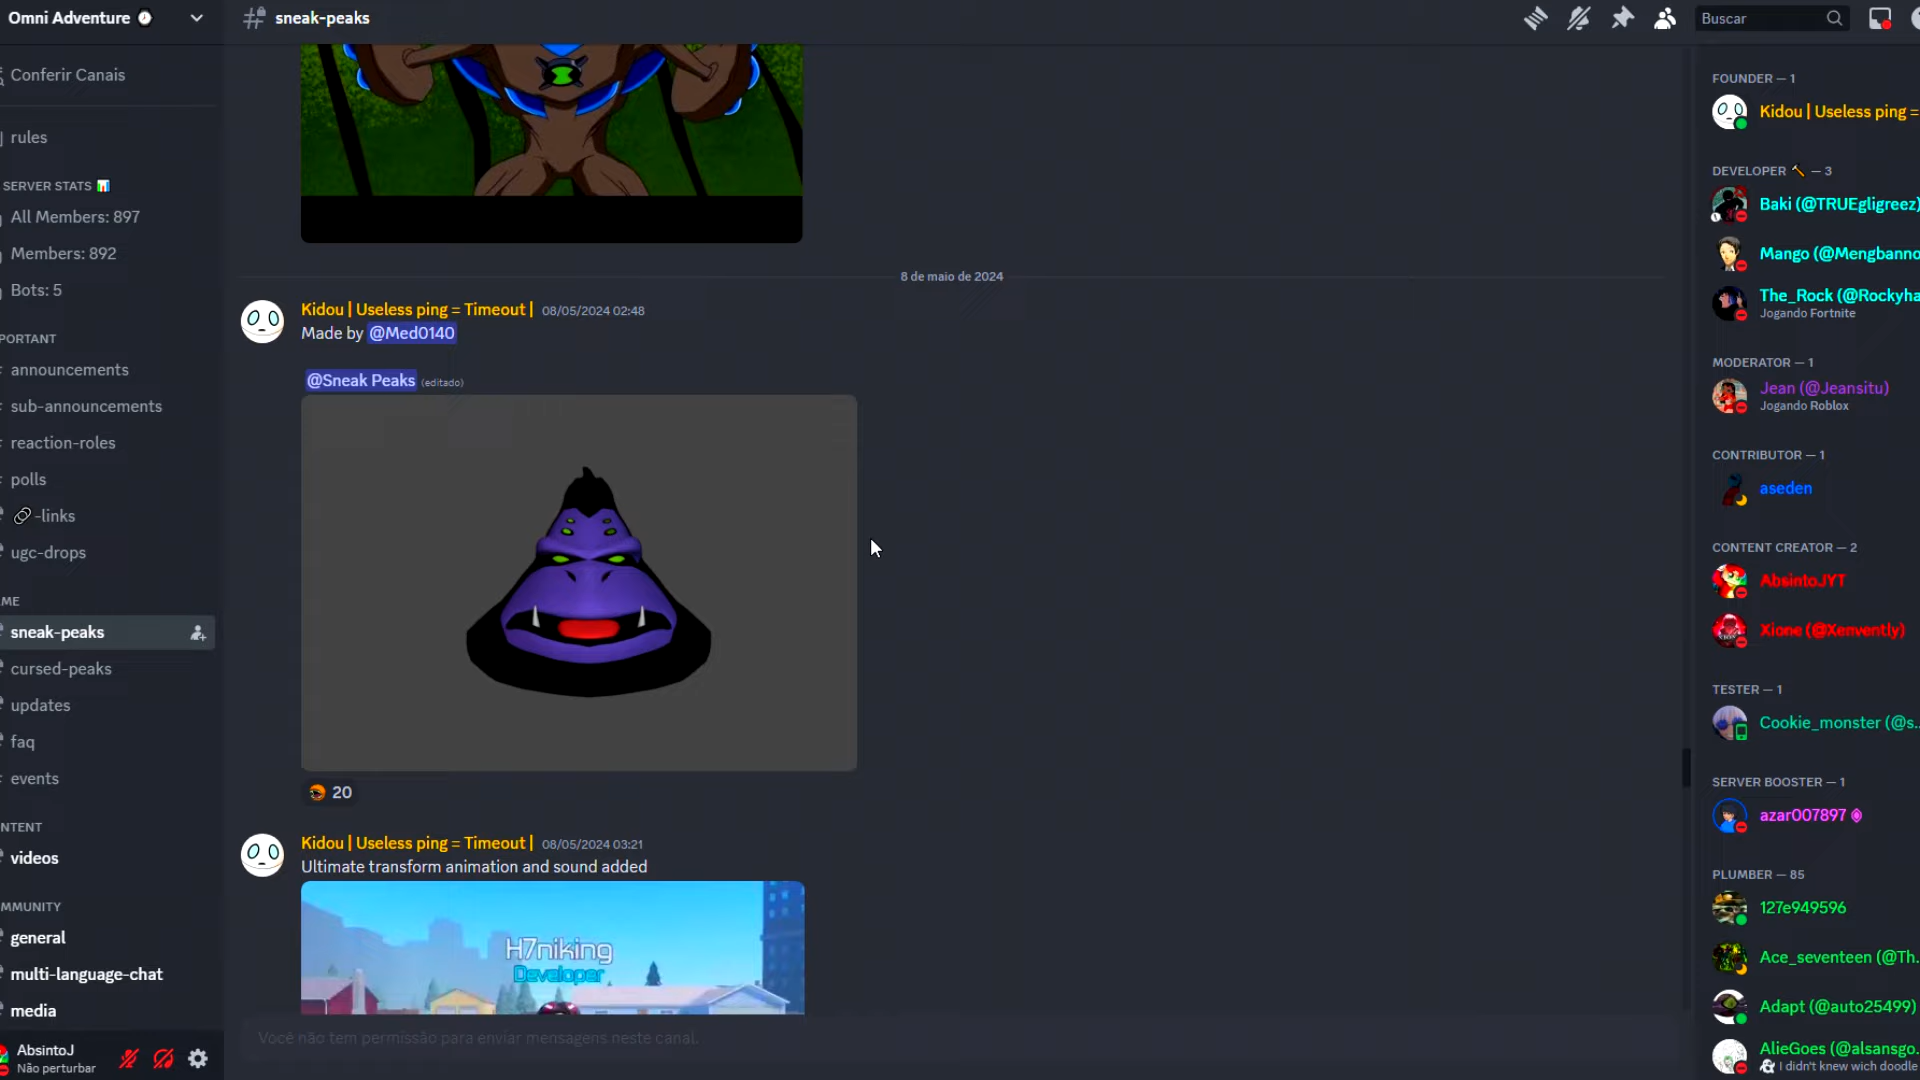 Omni Adventure
sneak-peaks
Buscar
Conferir Canais
rules
SERVER STATS
All Members: 897
Members: 892
Bots: 5
PORTANT
announcements
sub-announcements
reaction-roles
polls
-links
ugc-drops
ME
sneak-peaks
cursed-peaks
updates
faq
events
NTENT
videos
MMUNITY
general
multi-language-chat
media
AbsintoJ
Não perturbar
8 de maio de 2024
Kidou | Useless ping = Timeout | 08/05/2024 02:48
Made by @Med0140
@Sneak Peaks (editado)
20
Kidou | Useless ping = Timeout | 08/05/2024 03:21
Ultimate transform animation and sound added
H7niking
Developer
Você não tem permissão para enviar mensagens neste canal.
FOUNDER — 1
Kidou | Useless ping =
DEVELOPER — 3
Baki (@TRUEgligreez)
Mango (@Mengbanno
The_Rock (@Rockyha
Jogando Fortnite
MODERATOR — 1
Jean (@Jeansitu)
Jogando Roblox
CONTRIBUTOR — 1
aseden
CONTENT CREATOR — 2
AbsintoJYT
Xione (@Xenvently)
TESTER — 1
Cookie_monster (@s...
SERVER BOOSTER — 1
azar007897
PLUMBER — 85
127e949596
Ace_seventeen (@Th...
Adapt (@auto25499)
AlieGoes (@alsansgo...
I didn't knew wich doodle